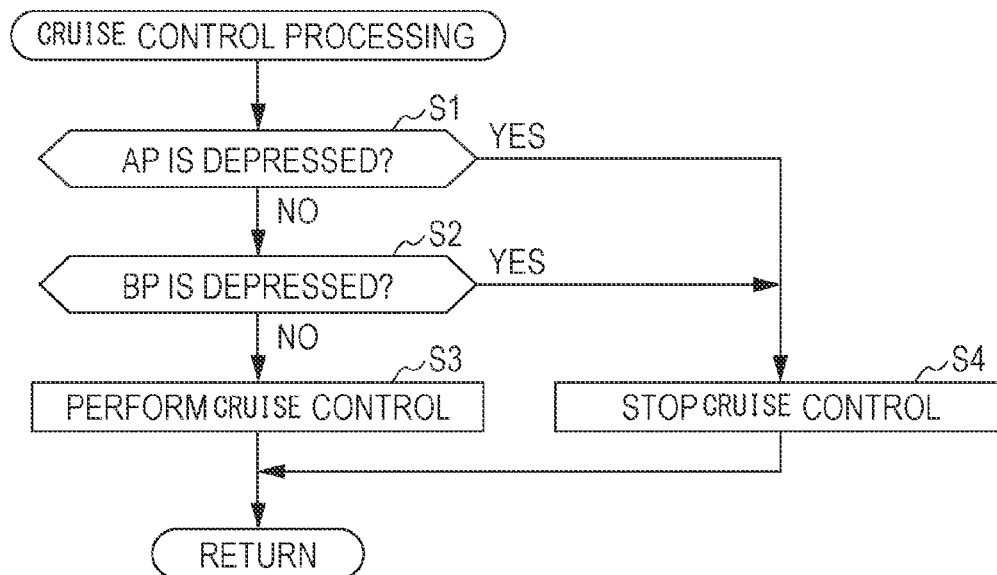 CRUISE CONTROL PROCESSING
S1
AP IS DEPRESSED?
YES
NO
S2
BP IS DEPRESSED?
YES
NO
S3
PERFORM CRUISE CONTROL
S4
STOP CRUISE CONTROL
RETURN